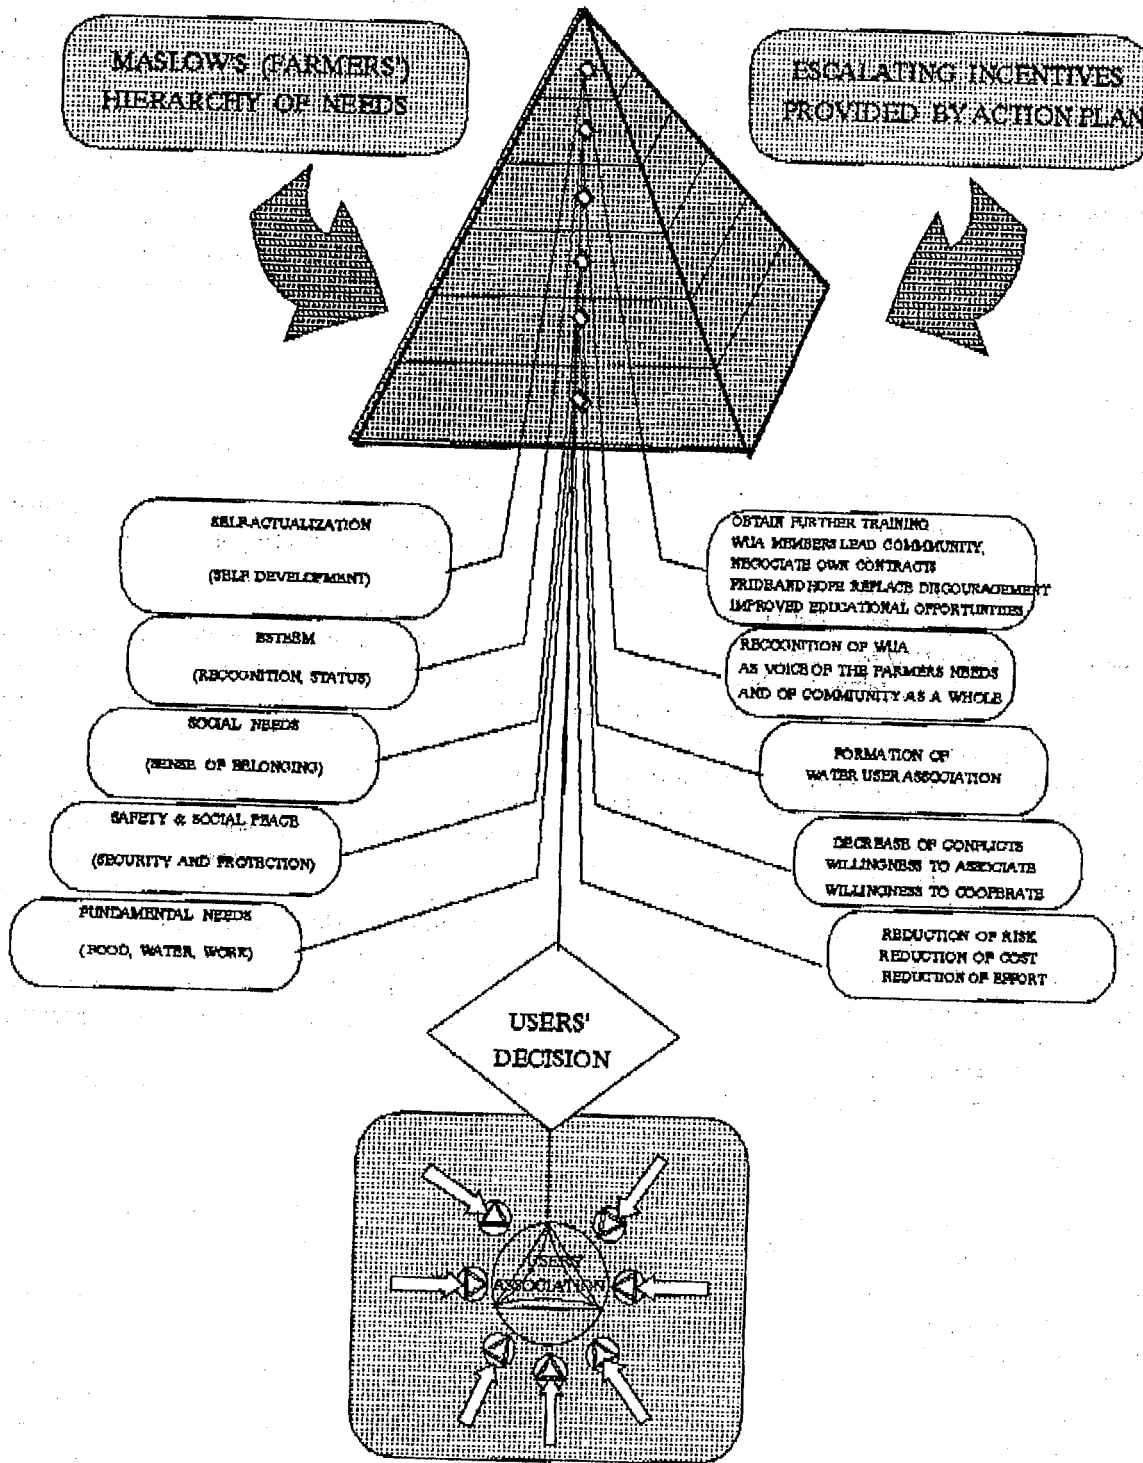 MASLOW'S (FARMERS')
HIERARCHY OF NEEDS
ESCALATING INCENTIVES
PROVIDED BY ACTION PLAN
SELF-ACTUALIZATION
(SELF DEVELOPMENT)
ESTEEM
(RECOGNITION, STATUS)
SOCIAL NEEDS
(SENSE OF BELONGING)
SAFETY & SOCIAL PEACE
(SECURITY AND PROTECTION)
FUNDAMENTAL NEEDS
(FOOD, WATER, WORK)
OBTAIN FURTHER TRAINING
WUA MEMBERS LEAD COMMMUNITY,
NEGOCIATE OWN CONTRACTS
PRIDE AND HOPE REPLACE DISCOURAGEMENT
IMPROVED EDUCATIONAL OPPORTUNITIES
RECOGNITION OF WUA
AS VOICE OF THE FARMERS NEEDS
AND OF COMMUNITY AS A WHOLE
FORMATION OF
WATER USER ASSOCIATION
DECREASE OF CONFLICTS
WILLINGNESS TO ASSOCIATE
WILLINGNESS TO COOPERATE
REDUCTION OF RISK
REDUCTION OF COST
REDUCTION OF EFFORT
USERS'
DECISION
USERS'
ASSOCIATION